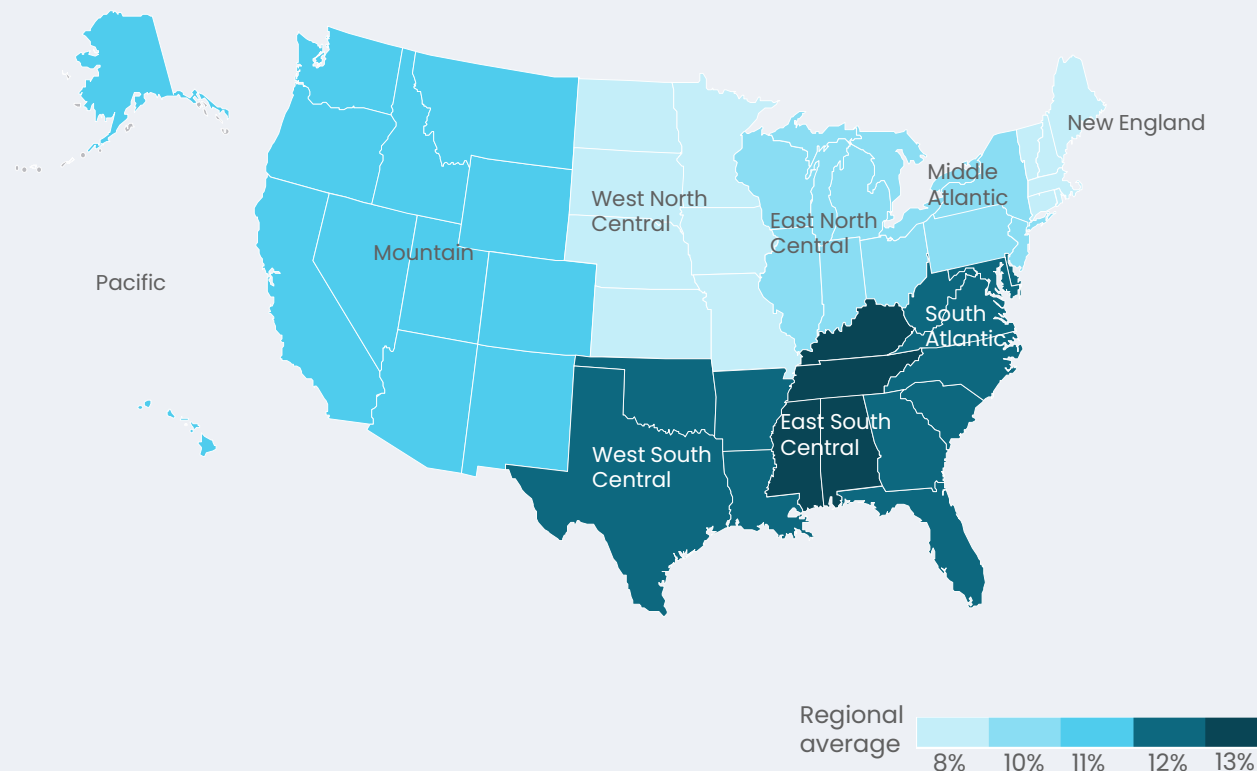 New England
Middle
Atlantic
West North
Central
East North
Central
Mountain
Pacific
South
Atlantic
East South
Central
West South
Central
Regional
average
8% 10% 11% 12% 13%